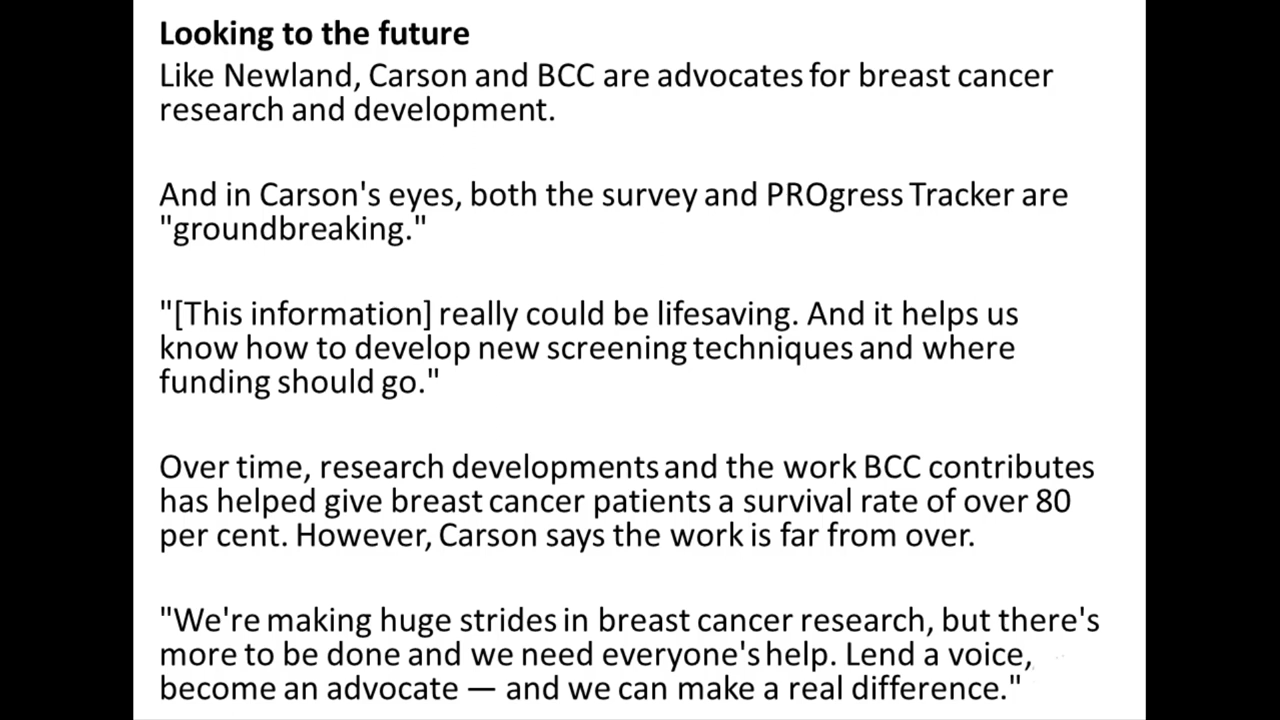 Looking to the future
Like Newland, Carson and BCC are advocates for breast cancer
research and development.
And in Carson's eyes, both the survey and PROgress Tracker are
"groundbreaking."
"[This information] really could be lifesaving. And it helps us
know how to develop new screening techniques and where
funding should go."
Over time, research developments and the work BCC contributes
has helped give breast cancer patients a survival rate of over 80
per cent. However, Carson says the work is far from over.
"We're making huge strides in breast cancer research, but there's
more to be done and we need everyone's help. Lend a voice,
become an advocate — and we can make a real difference."